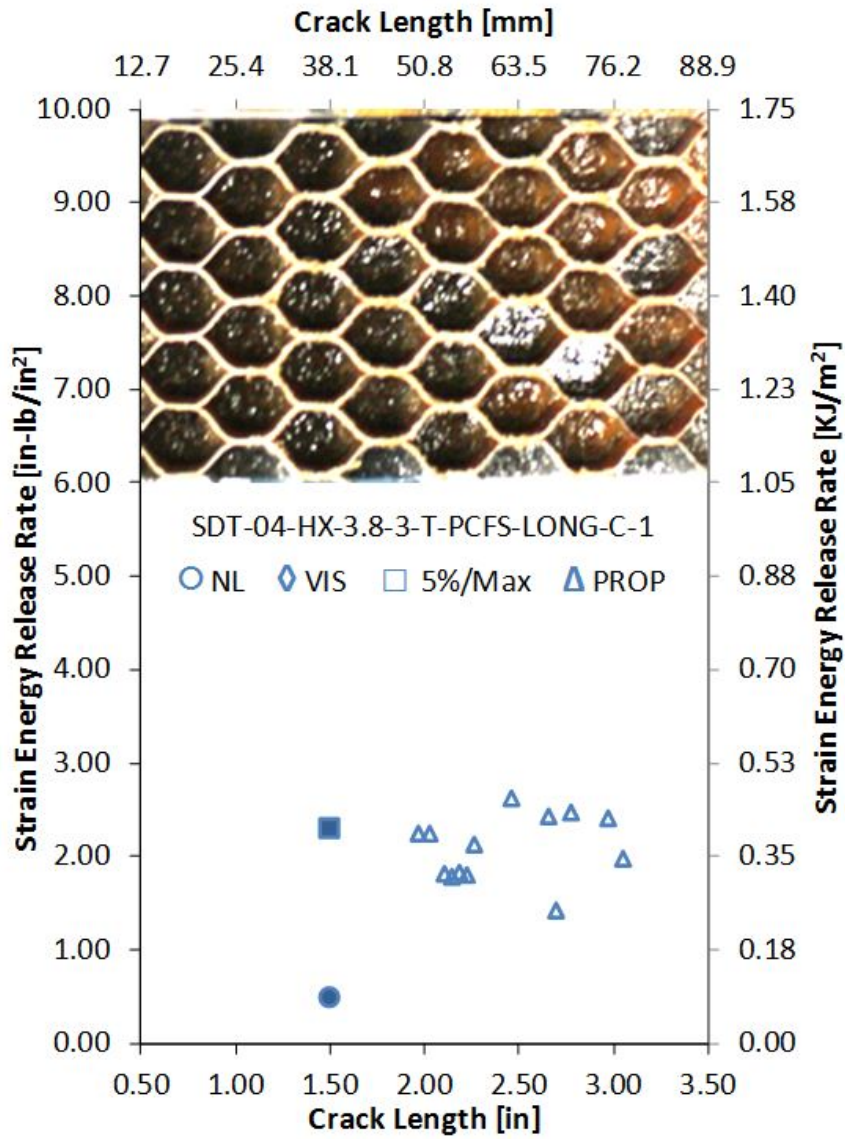 Crack Length [mm]
12.7 25.4 38.1 50.8 63.5 76.2 88.9
Strain Energy Release Rate [in-lb/in²]
10.00
9.00
8.00
7.00
6.00
5.00
4.00
3.00
2.00
1.00
0.00
SDT-04-HX-3.8-3-T-PCFS-LONG-C-1
NL VIS 5%/Max PROP
1.75
1.58
1.40
1.23
1.05
0.88
0.70
0.53
0.35
0.18
0.00
Strain Energy Release Rate [KJ/m²]
0.50 1.00 1.50 2.00 2.50 3.00 3.50
Crack Length [in]